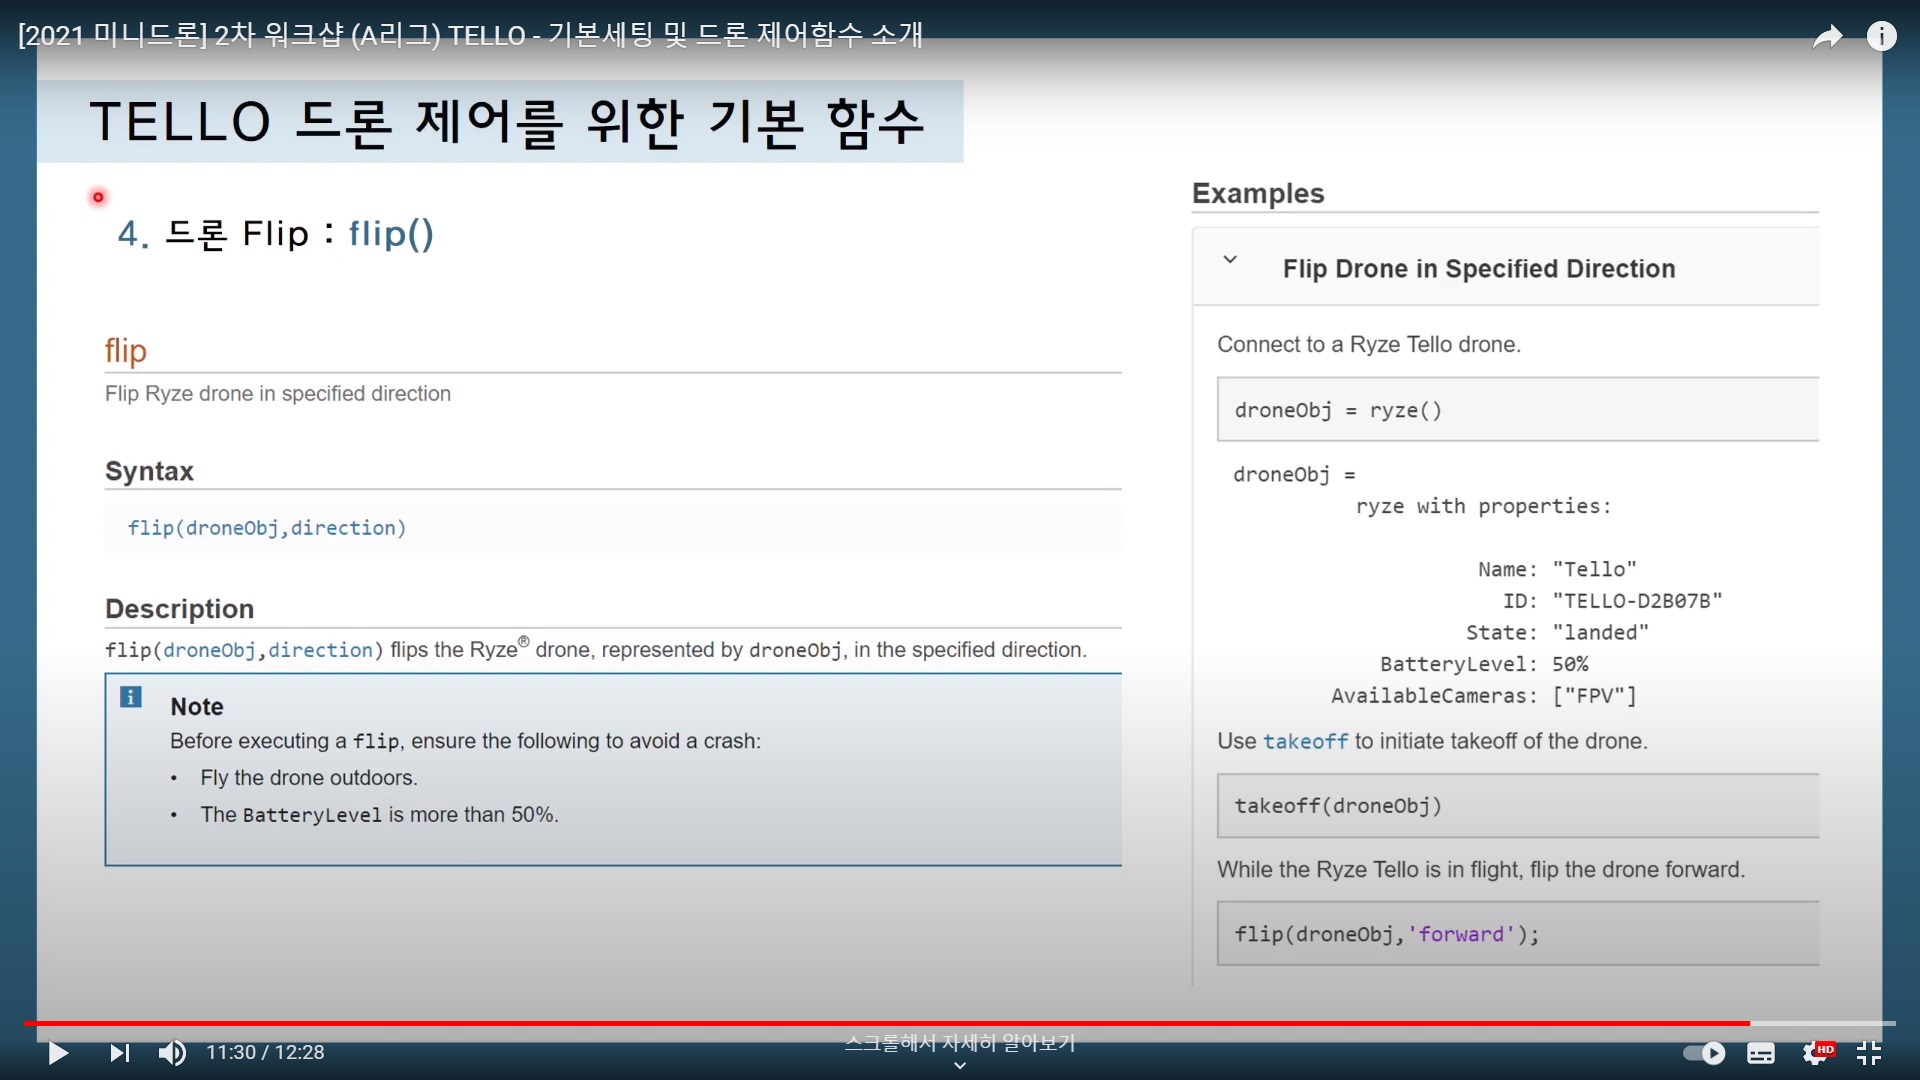 [2021 미니드론] 2차 워크샵 (A리그) TELLO - 기본세팅 및 드론 제어함수 소개
TELLO 드론 제어를 위한 기본 함수
4. 드론 Flip : flip()
flip
Flip Ryze drone in specified direction
Syntax
flip(droneObj,direction)
Description
flip(droneObj,direction) flips the Ryze® drone, represented by droneObj, in the specified direction.
Note
Before executing a flip, ensure the following to avoid a crash:
• Fly the drone outdoors.
• The BatteryLevel is more than 50%.
Examples
Flip Drone in Specified Direction
Connect to a Ryze Tello drone.
droneObj = ryze()
droneObj =
ryze with properties:
Name: "Tello"
ID: "TELLO-D2B07B"
State: "landed"
BatteryLevel: 50%
AvailableCameras: ["FPV"]
Use takeoff to initiate takeoff of the drone.
takeoff(droneObj)
While the Ryze Tello is in flight, flip the drone forward.
flip(droneObj,'forward');
스크롤해서 자세히 알아보기
11:30 / 12:28
HD